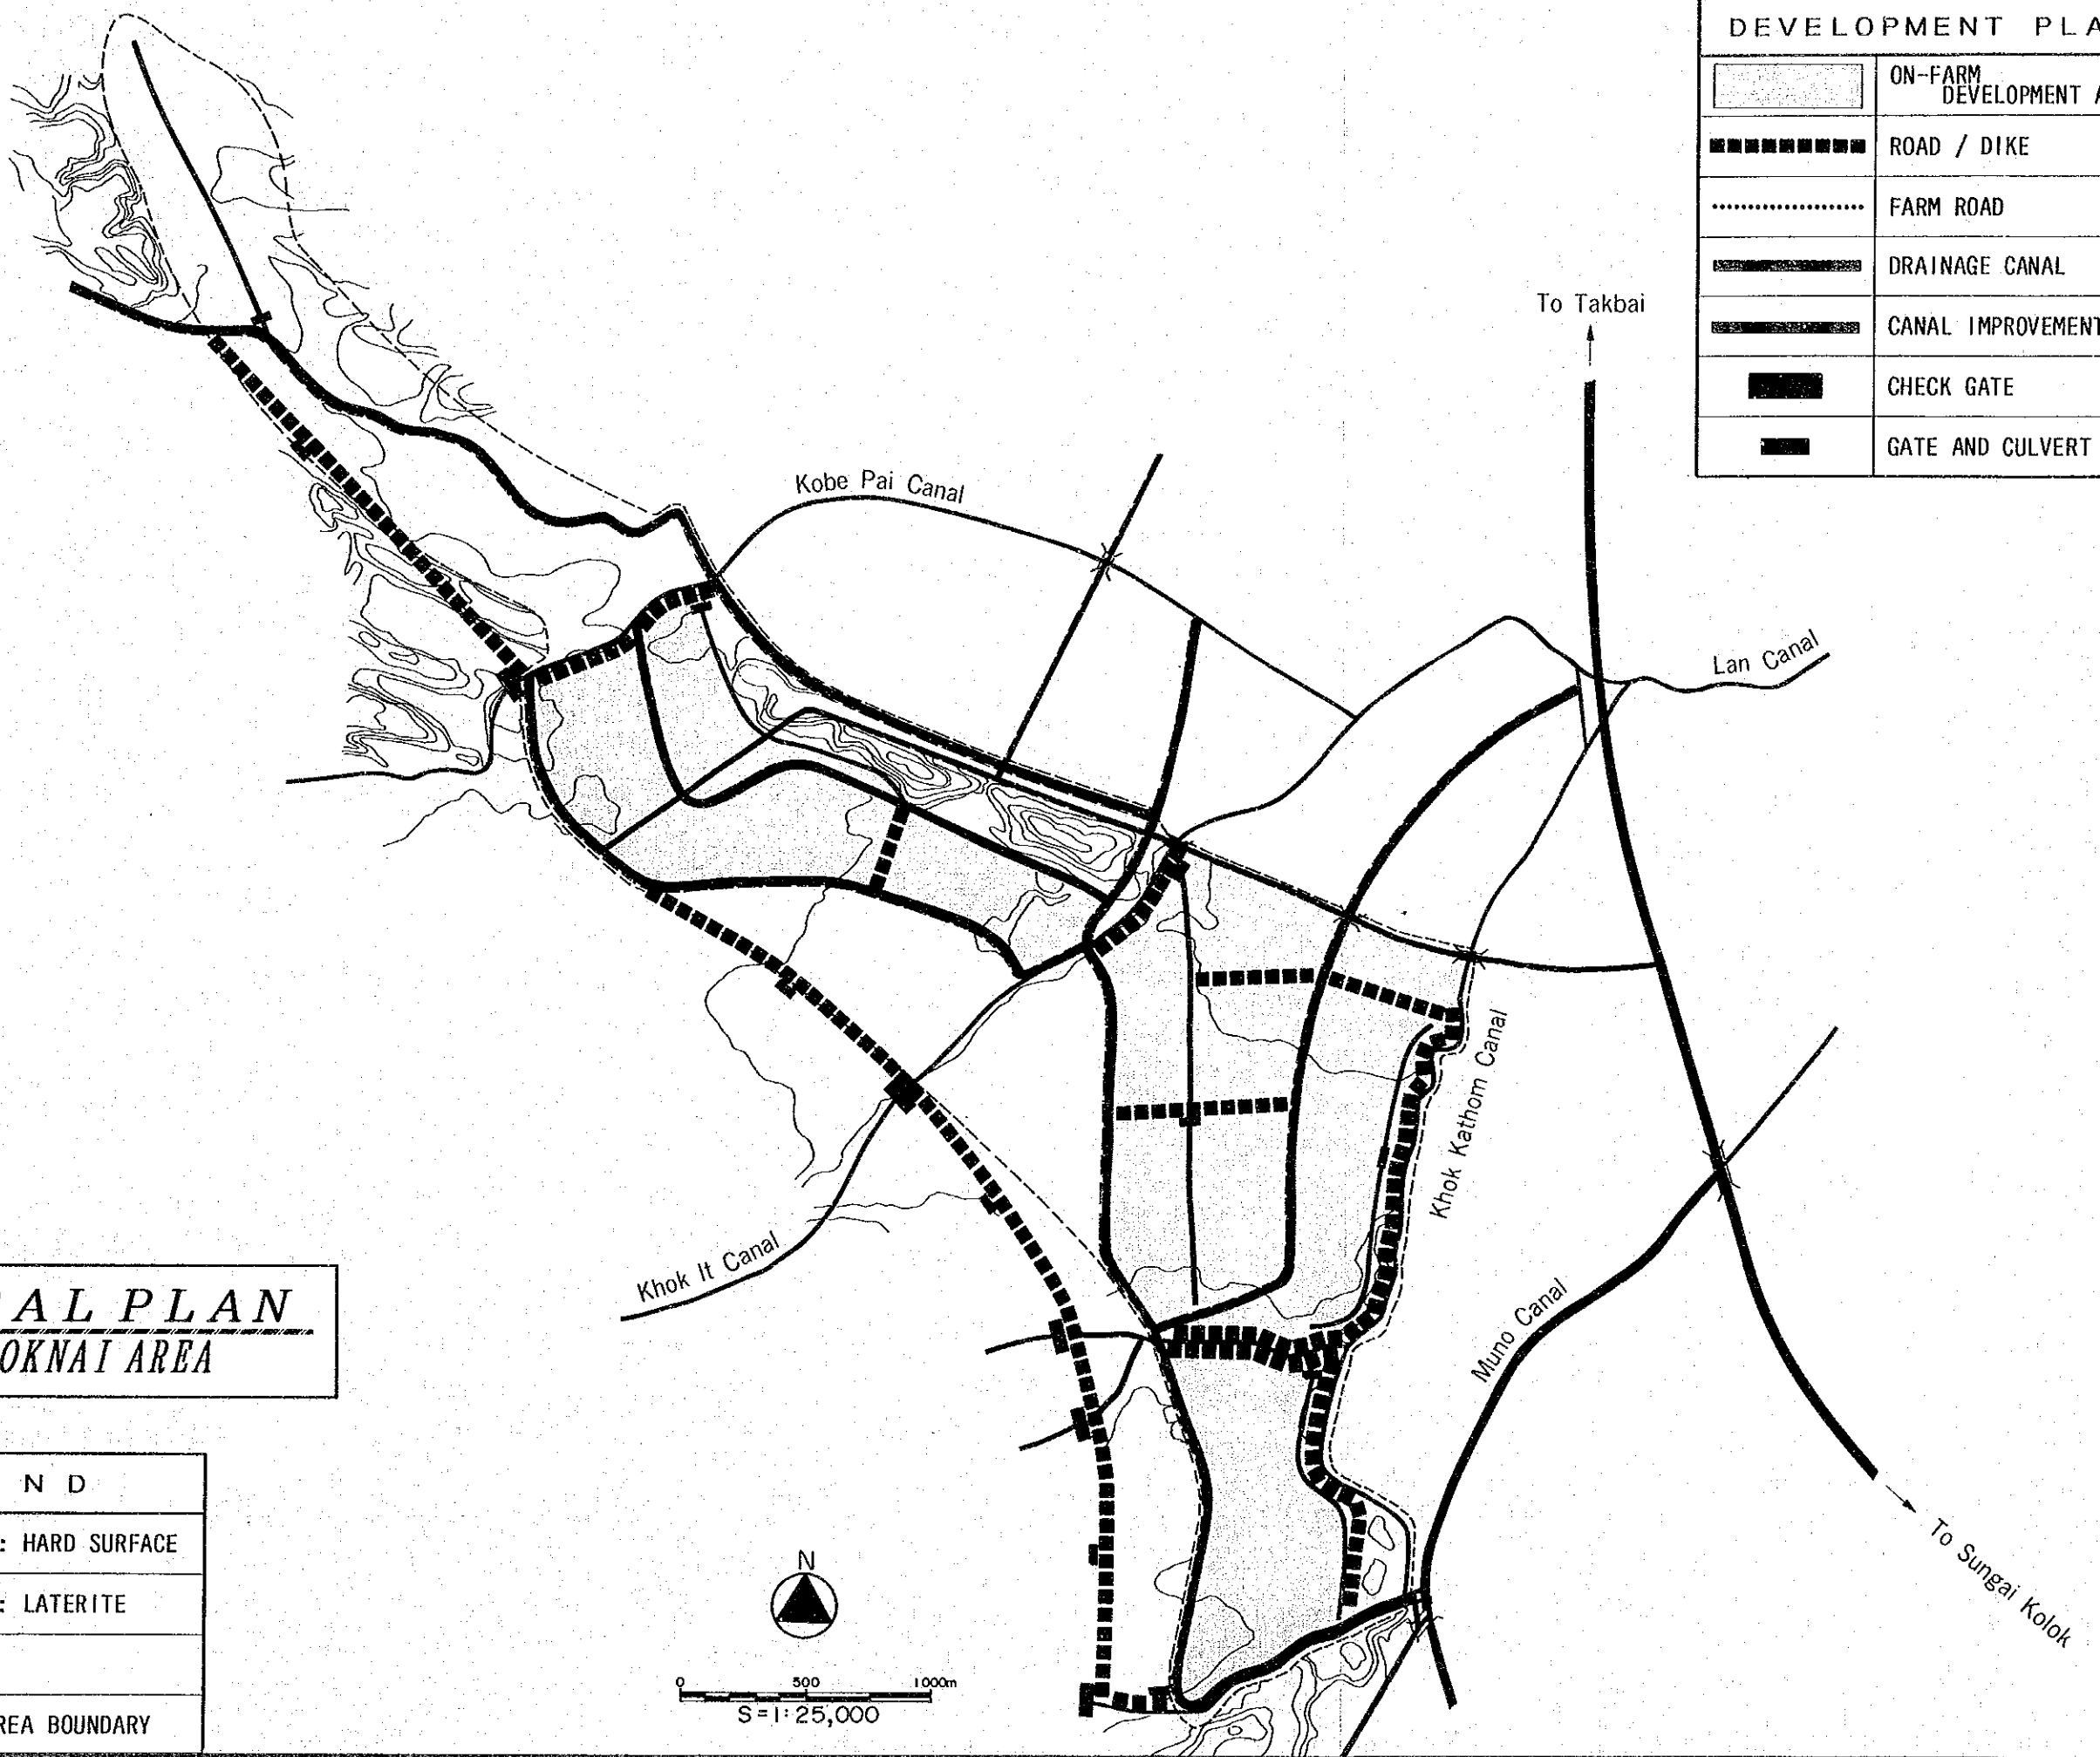 DEVELOPMENT PLA
ON-FARM
DEVELOPMENT A
ROAD / DIKE
FARM ROAD
DRAINAGE CANAL
CANAL IMPROVEMENT
CHECK GATE
GATE AND CULVERT
To Takbai
Kobe Pai Canal
Lan Canal
Khok Kathom Canal
Khok It Canal
Muno Canal
To Sungai Kolok
AL PLAN
OKNAI AREA
N D
: HARD SURFACE
: LATERITE
REA BOUNDARY
N
0 500 1000m
S=1:25,000